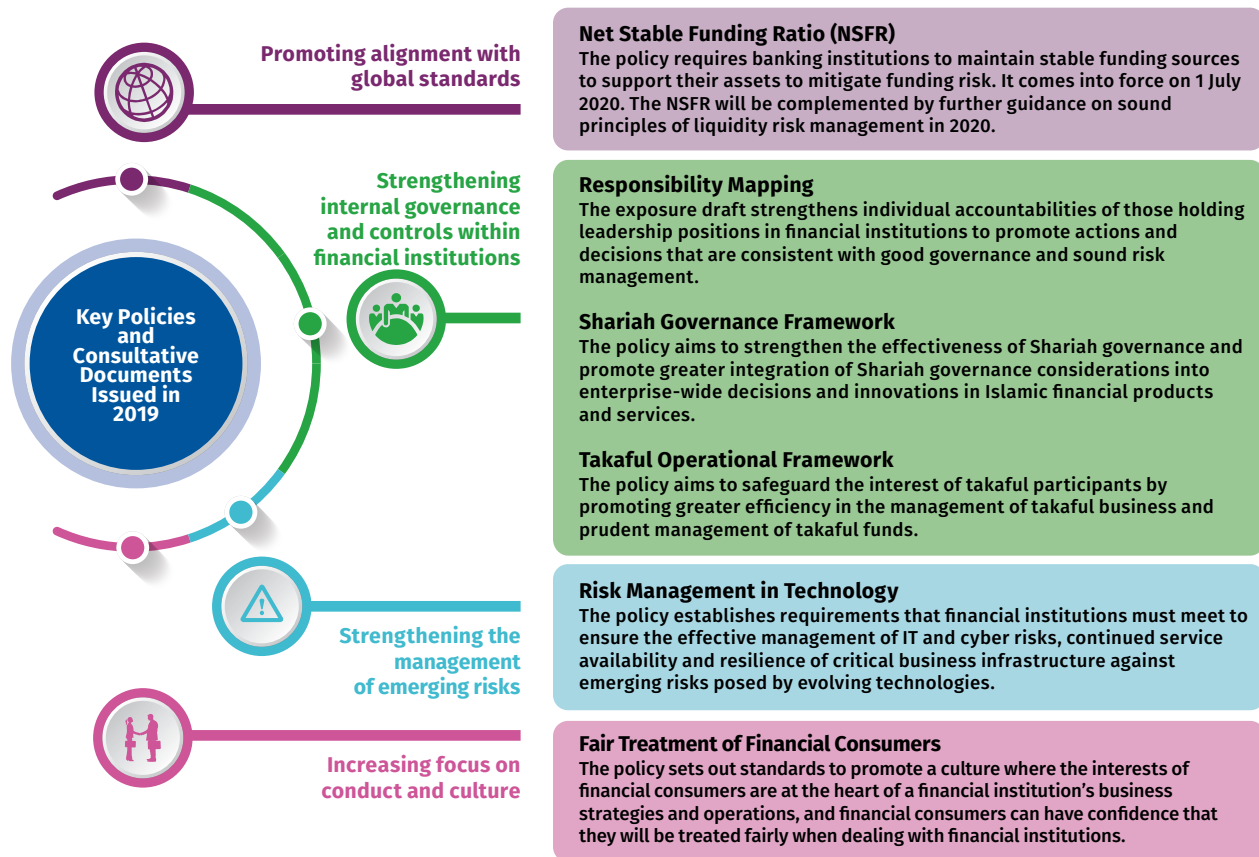 Promoting alignment with
global standards
Net Stable Funding Ratio (NSFR)
The policy requires banking institutions to maintain stable funding sources
to support their assets to mitigate funding risk. It comes into force on 1 July
2020. The NSFR will be complemented by further guidance on sound
principles of liquidity risk management in 2020.
Key Policies
and
Consultative
Documents
Issued in
2019
Strengthening
internal governance
and controls within
financial institutions
Responsibility Mapping
The exposure draft strengthens individual accountabilities of those holding
leadership positions in financial institutions to promote actions and
decisions that are consistent with good governance and sound risk
management.
Shariah Governance Framework
The policy aims to strengthen the effectiveness of Shariah governance and
promote greater integration of Shariah governance considerations into
enterprise-wide decisions and innovations in Islamic financial products
and services.
Takaful Operational Framework
The policy aims to safeguard the interest of takaful participants by
promoting greater efficiency in the management of takaful business and
prudent management of takaful funds.
Strengthening the
management
of emerging risks
Risk Management in Technology
The policy establishes requirements that financial institutions must meet to
ensure the effective management of IT and cyber risks, continued service
availability and resilience of critical business infrastructure against
emerging risks posed by evolving technologies.
Increasing focus on
conduct and culture
Fair Treatment of Financial Consumers
The policy sets out standards to promote a culture where the interests of
financial consumers are at the heart of a financial institution's business
strategies and operations, and financial consumers can have confidence that
they will be treated fairly when dealing with financial institutions.